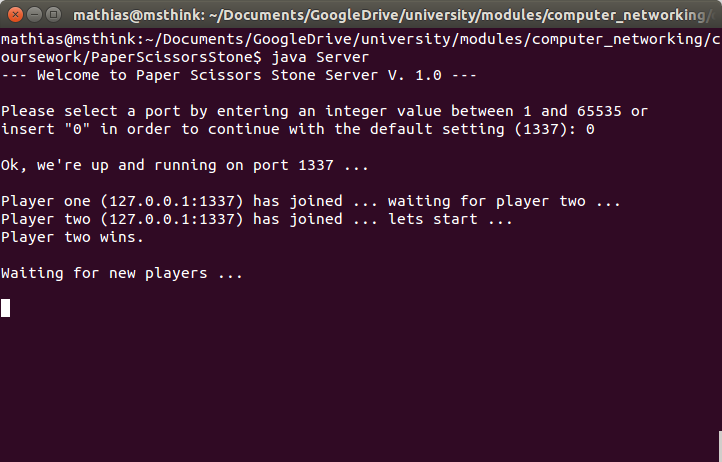 mathias@msthink: ~/Documents/GoogleDrive/university/modules/computer_networking/
mathias@msthink:~/Documents/GoogleDrive/university/modules/computer_networking/c
oursework/PaperScissorsStone$ java Server
--- Welcome to Paper Scissors Stone Server V. 1.0 ---
Please select a port by entering an integer value between 1 and 65535 or
insert "0" in order to continue with the default setting (1337): 0
Ok, we're up and running on port 1337 ...
Player one (127.0.0.1:1337) has joined ... waiting for player two ...
Player two (127.0.0.1:1337) has joined ... lets start ...
Player two wins.
Waiting for new players ...